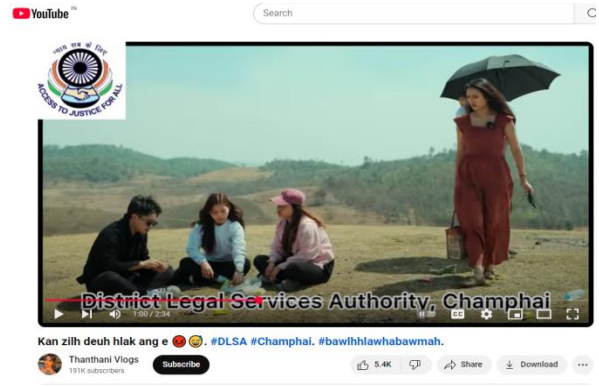 YouTube IN
Search
न्याय सब के लिए
ACCESS TO JUSTICE FOR ALL
District Legal Services Authority, Champhai
1:00 / 2:34
CC
Kan zilh deuh hlak ang e 😡😅. #DLSA #Champhai. #bawlhhlawhabawmah.
Thanthani Vlogs
191K subscribers
Subscribe
5.4K
Share
Download